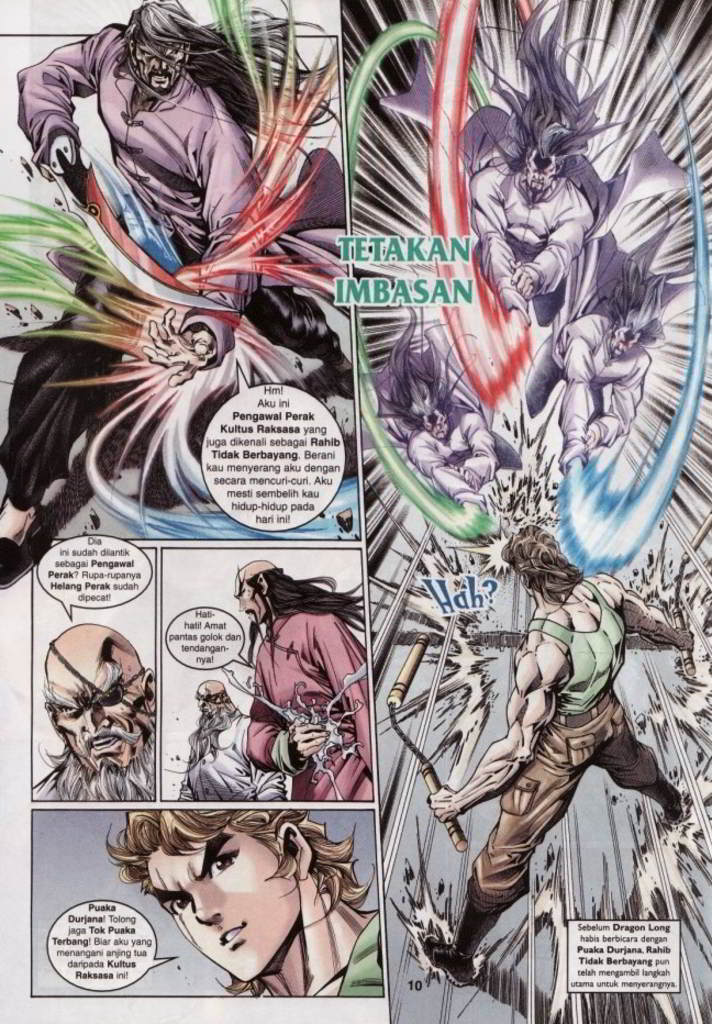 Hm!
Aku ini
Pengawal Perak
Kultus Raksasa yang
juga dikenali sebagai Rahib
Tidak Berbayang. Berani
kau menyerang aku dengan
secara mencuri-curi. Aku
mesti sembelih kau
hidup-hidup pada
hari ini!
Dia
ini sudah dilantik
sebagai Pengawal
Perak? Rupa-rupanya
Helang Perak sudah
dipecat!
Hati-
hati! Amat
pantas golok dan
tendangan-
nya!
Puaka
Durjana! Tolong
jaga Tok Puaka
Terbang! Biar aku yang
menangani anjing tua
daripada Kultus
Raksasa ini!
TETAKAN
IMBASAN
Hah?
Sebelum Dragon Long
habis berbicara dengan
Puaka Durjana, Rahib
Tidak Berbayang pun
telah mengambil langkah
utama untuk menyerangnya.
10